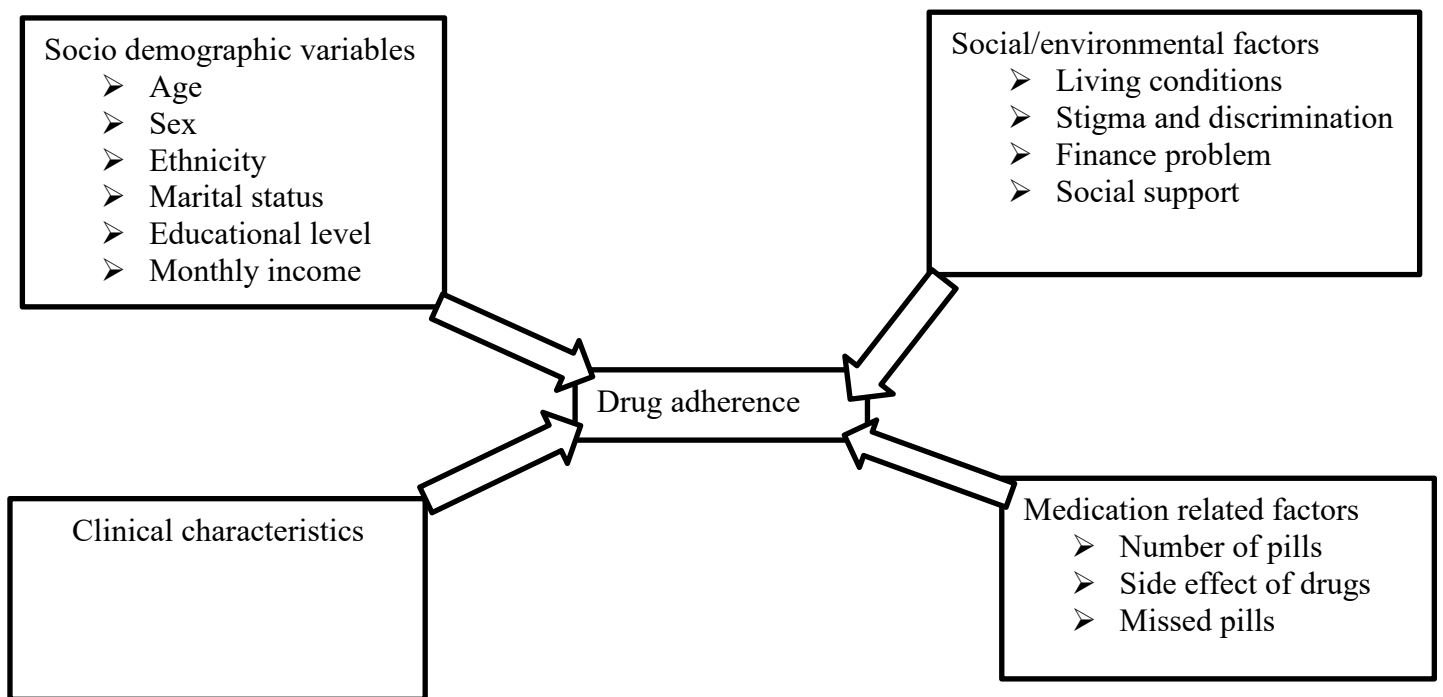 Socio demographic variables
➢ Age
➢ Sex
➢ Ethnicity
➢ Marital status
➢ Educational level
➢ Monthly income
Social/environmental factors
➢ Living conditions
➢ Stigma and discrimination
➢ Finance problem
➢ Social support
Drug adherence
Clinical characteristics
Medication related factors
➢ Number of pills
➢ Side effect of drugs
➢ Missed pills